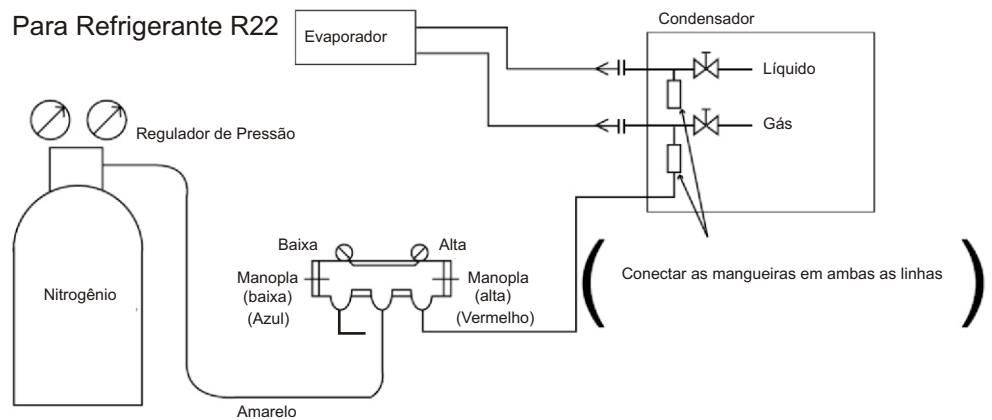 Para Refrigerante R22
Evaporador
Condensador
Líquido
Gás
Regulador de Pressão
Nitrogênio
Baixa
Alta
Manopla
(baixa)
(Azul)
Manopla
(alta)
(Vermelho)
Amarelo
(Conectar as mangueiras em ambas as linhas)